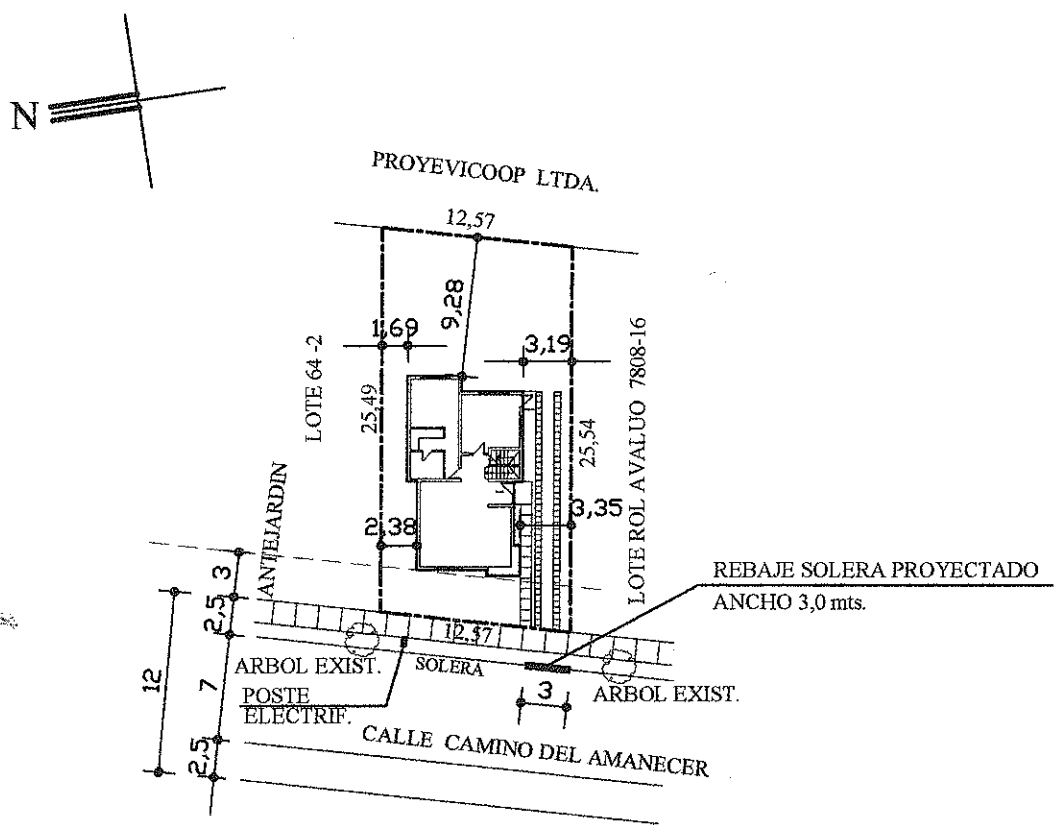 N
PROYEVICOOP LTDA.
12,57
9,28
1,69
3,19
LOTE 64-2
25,49
25,54
LOTE ROL AVALUO 7808-16
2,38
3,35
ANTEJARDIN
3
2,5
12
7
2,5
REBAJE SOLERA PROYECTADO
ANCHO 3,0 mts.
12,57
ARBOL EXIST.
SOLERA
POSTE
ELECTRIF.
3
ARBOL EXIST.
CALLE CAMINO DEL AMANECER